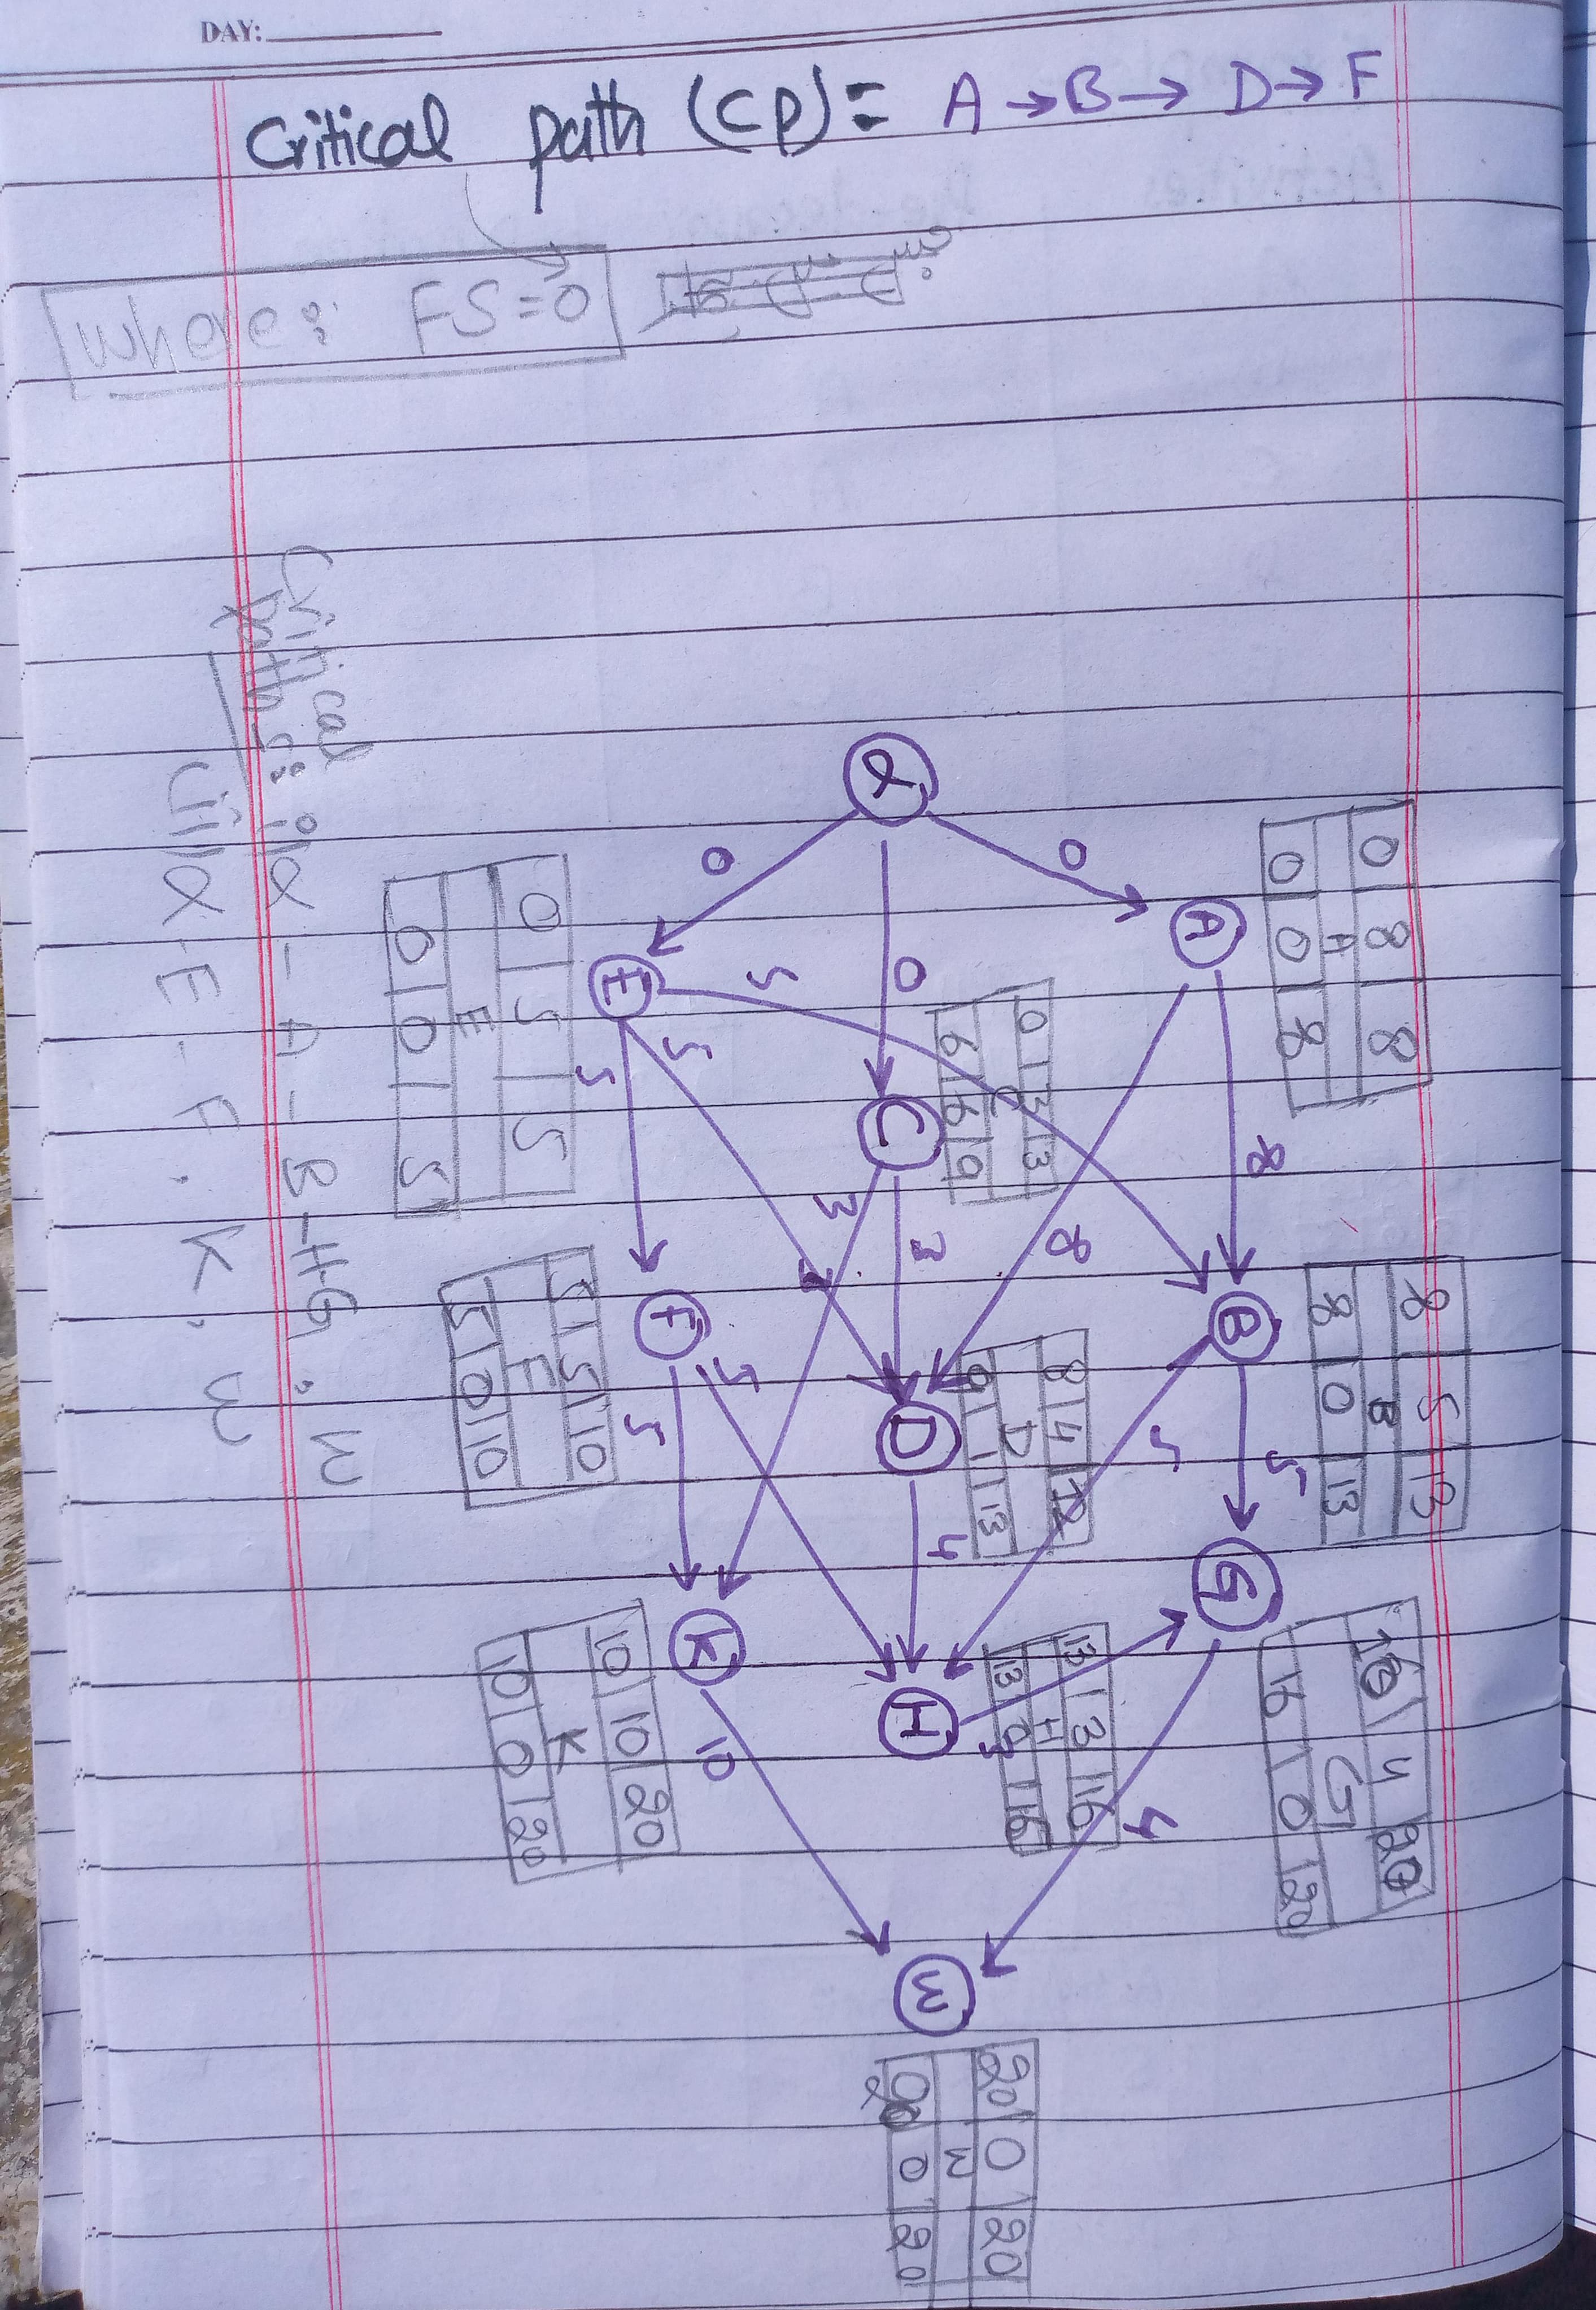 DAY:
Critical path (CP): A → B → D → F
where: FS=0
0 8 8
A
0 0 8
8 5 13
B
8 0 13
16 4 20
G
16 0 20
α
A
B
G
0
8
8
5
5
4
0 3 3
C
6 6 9
8 4 12
D
9 1 13
13 3 16
H
13 0 16
0
C
D
H
3
3
4
3
ω
20 0 20
ω
20 0 20
0
E
F
K
5
5
5
5
5
10
0 5 5
E
0 0 5
5 5 10
F
5 0 10
10 10 20
K
10 0 20
Critical
Path:
i) α - A - B - H - G . ω
ii) α - E - F . K . ω